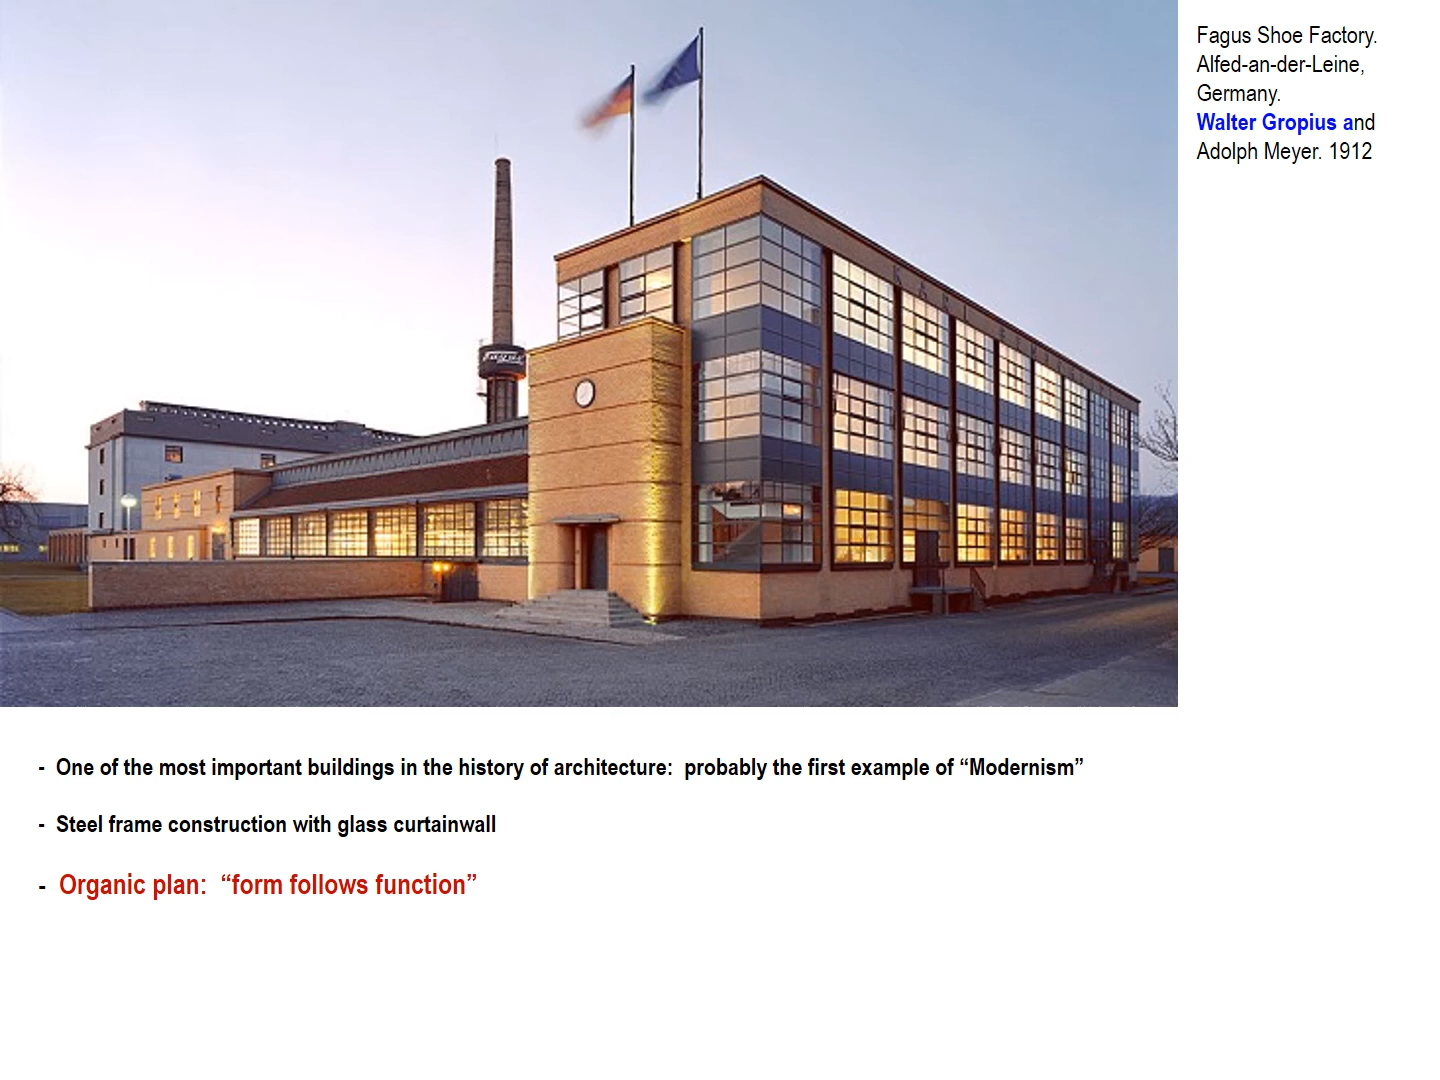 Fagus Shoe Factory.
Alfed-an-der-Leine,
Germany.
Walter Gropius and
Adolph Meyer. 1912
Fagus
- One of the most important buildings in the history of architecture: probably the first example of “Modernism”
- Steel frame construction with glass curtainwall
- Organic plan: “form follows function”